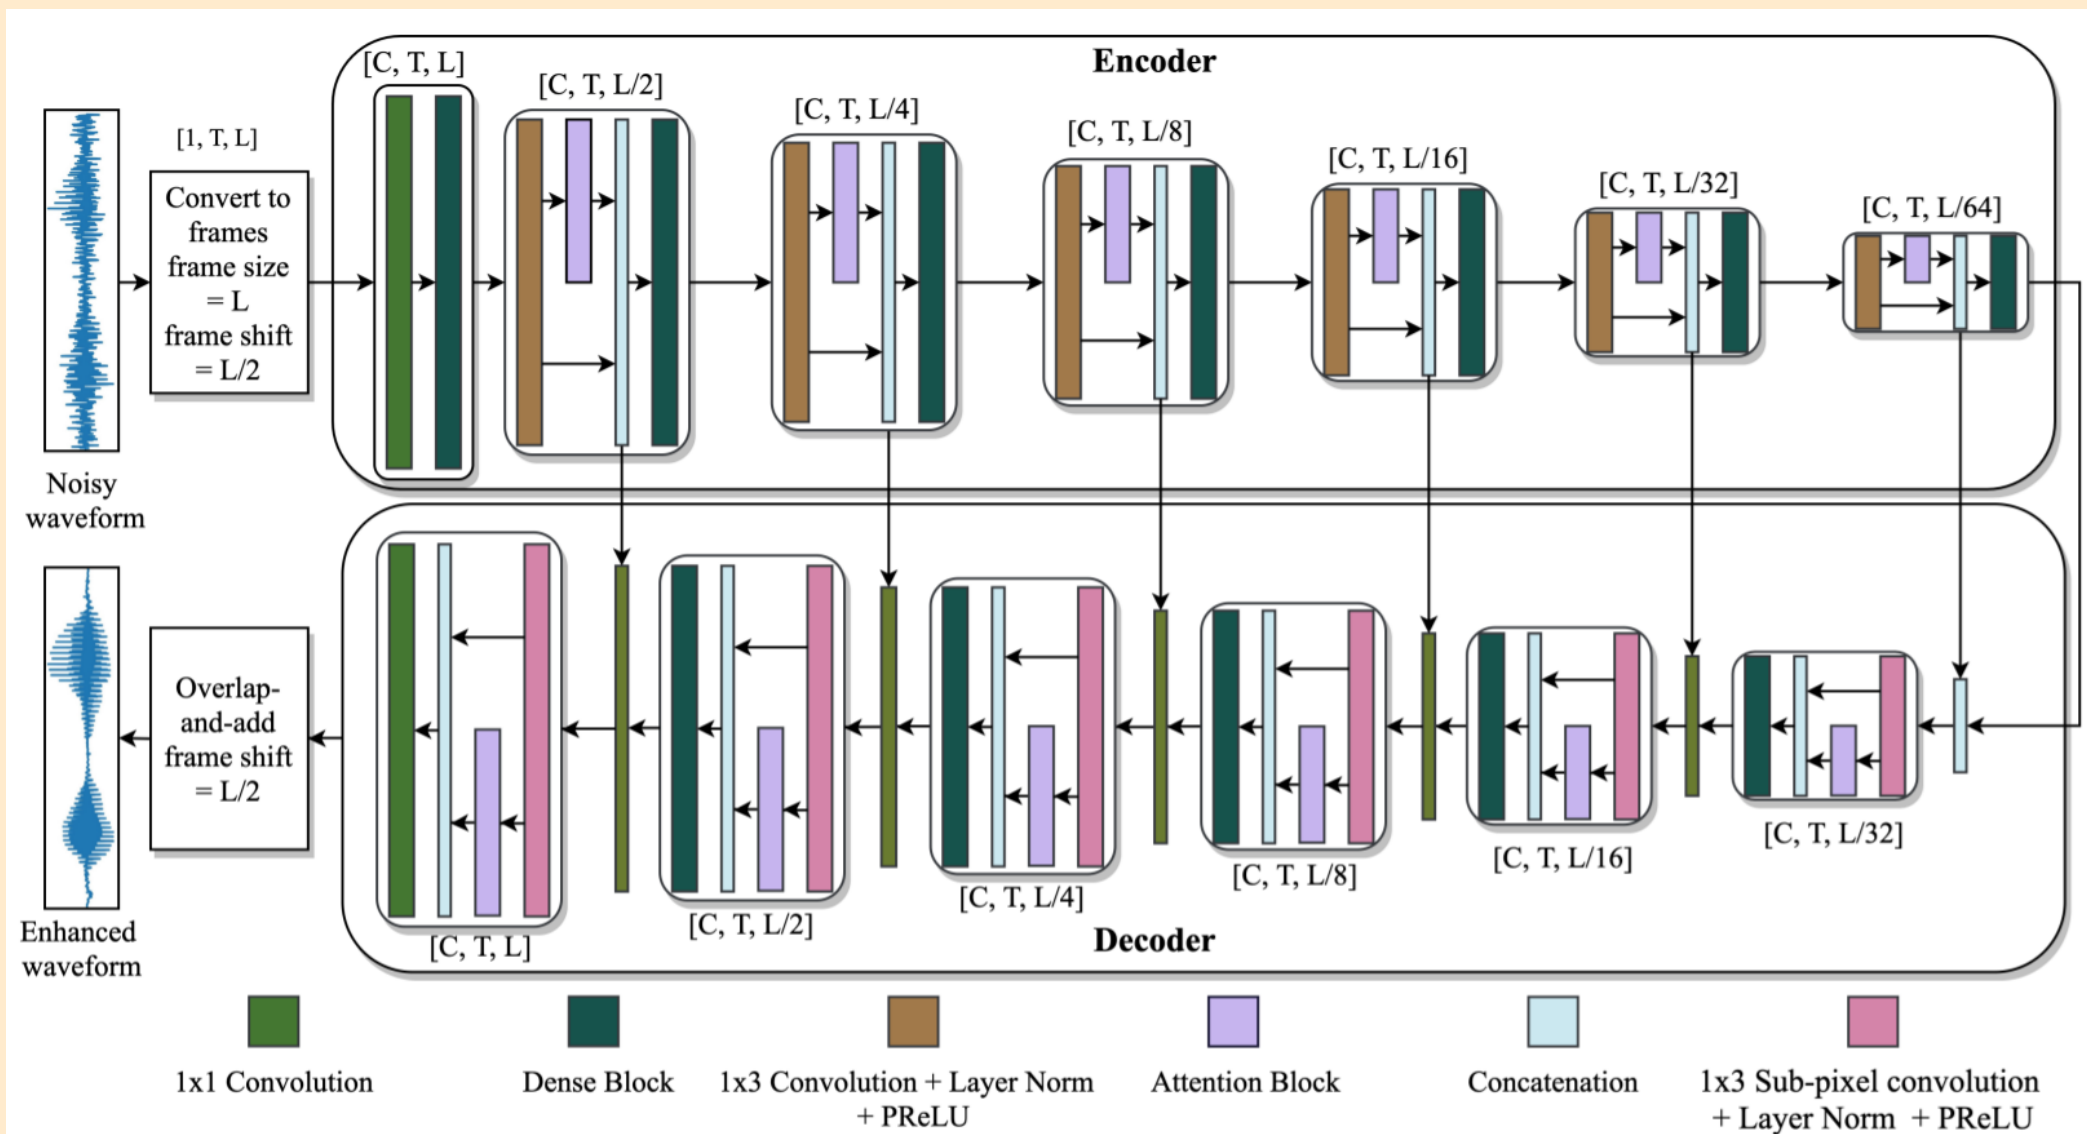 Encoder
[C, T, L]
[C, T, L/2]
[C, T, L/4]
[C, T, L/8]
[C, T, L/16]
[C, T, L/32]
[C, T, L/64]
[1, T, L]
Convert to
frames
frame size
= L
frame shift
= L/2
Noisy
waveform
Overlap-
and-add
frame shift
= L/2
Enhanced
waveform
[C, T, L]
[C, T, L/2]
[C, T, L/4]
[C, T, L/8]
[C, T, L/16]
[C, T, L/32]
Decoder
1x1 Convolution
Dense Block
1x3 Convolution + Layer Norm
+ PReLU
Attention Block
Concatenation
1x3 Sub-pixel convolution
+ Layer Norm + PReLU